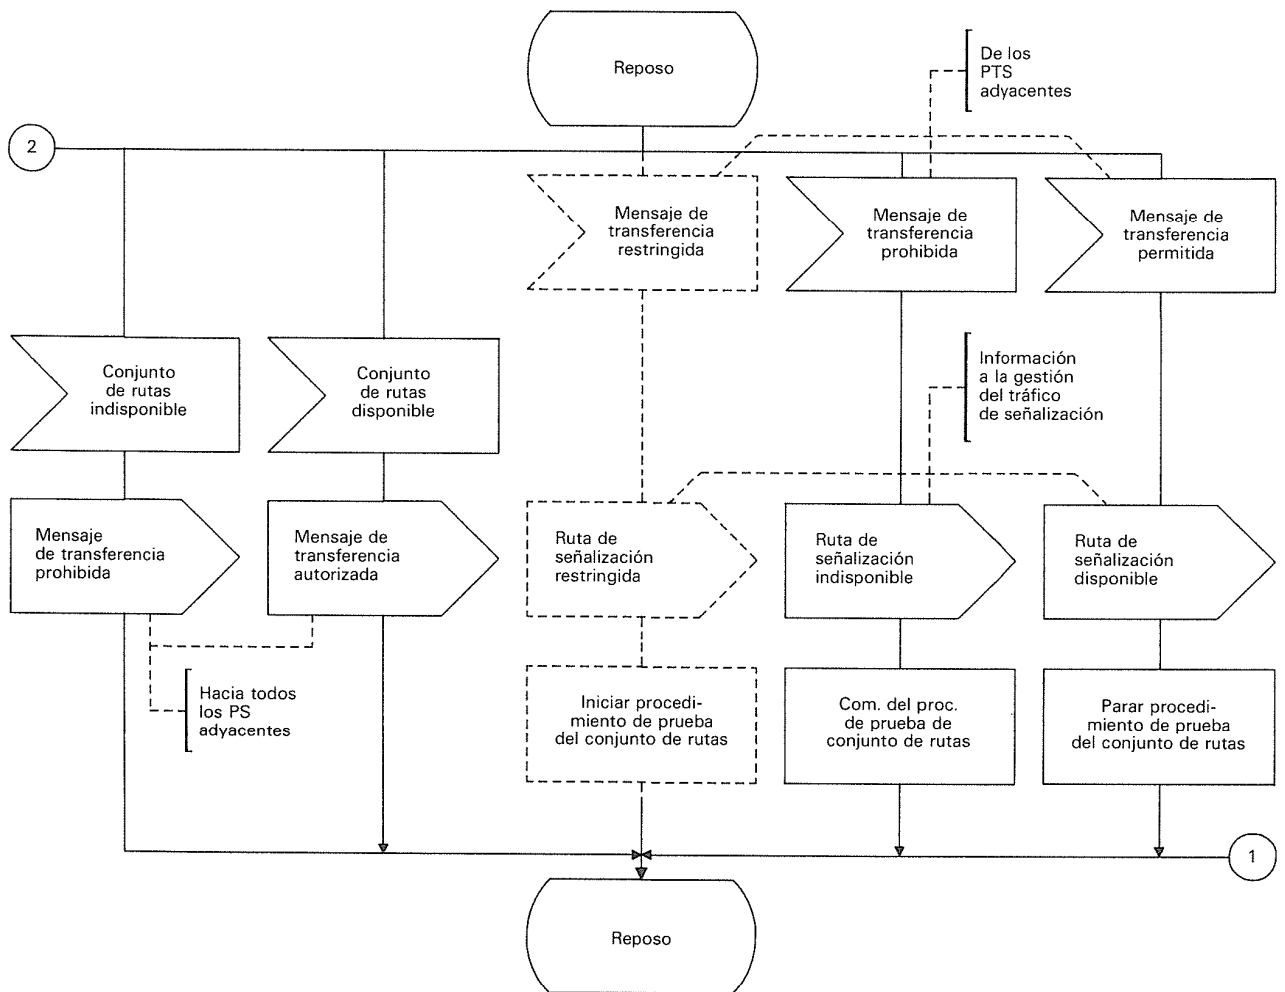 Reposo
De los
PTS
adyacentes
2
Mensaje de
transferencia
restringida
Mensaje de
transferencia
prohibida
Mensaje de
transferencia
permitida
Conjunto
de rutas
indisponible
Conjunto
de rutas
disponible
Información
a la gestión
del tráfico
de señalización
Mensaje
de transferencia
prohibida
Mensaje de
transferencia
autorizada
Ruta de
señalización
restringida
Ruta de
señalización
indisponible
Ruta de
señalización
disponible
Hacia todos
los PS
adyacentes
Iniciar procedi-
miento de prueba
del conjunto de rutas
Com. del proc.
de prueba de
conjunto de rutas
Parar procedi-
miento de prueba
del conjunto de rutas
1
Reposo